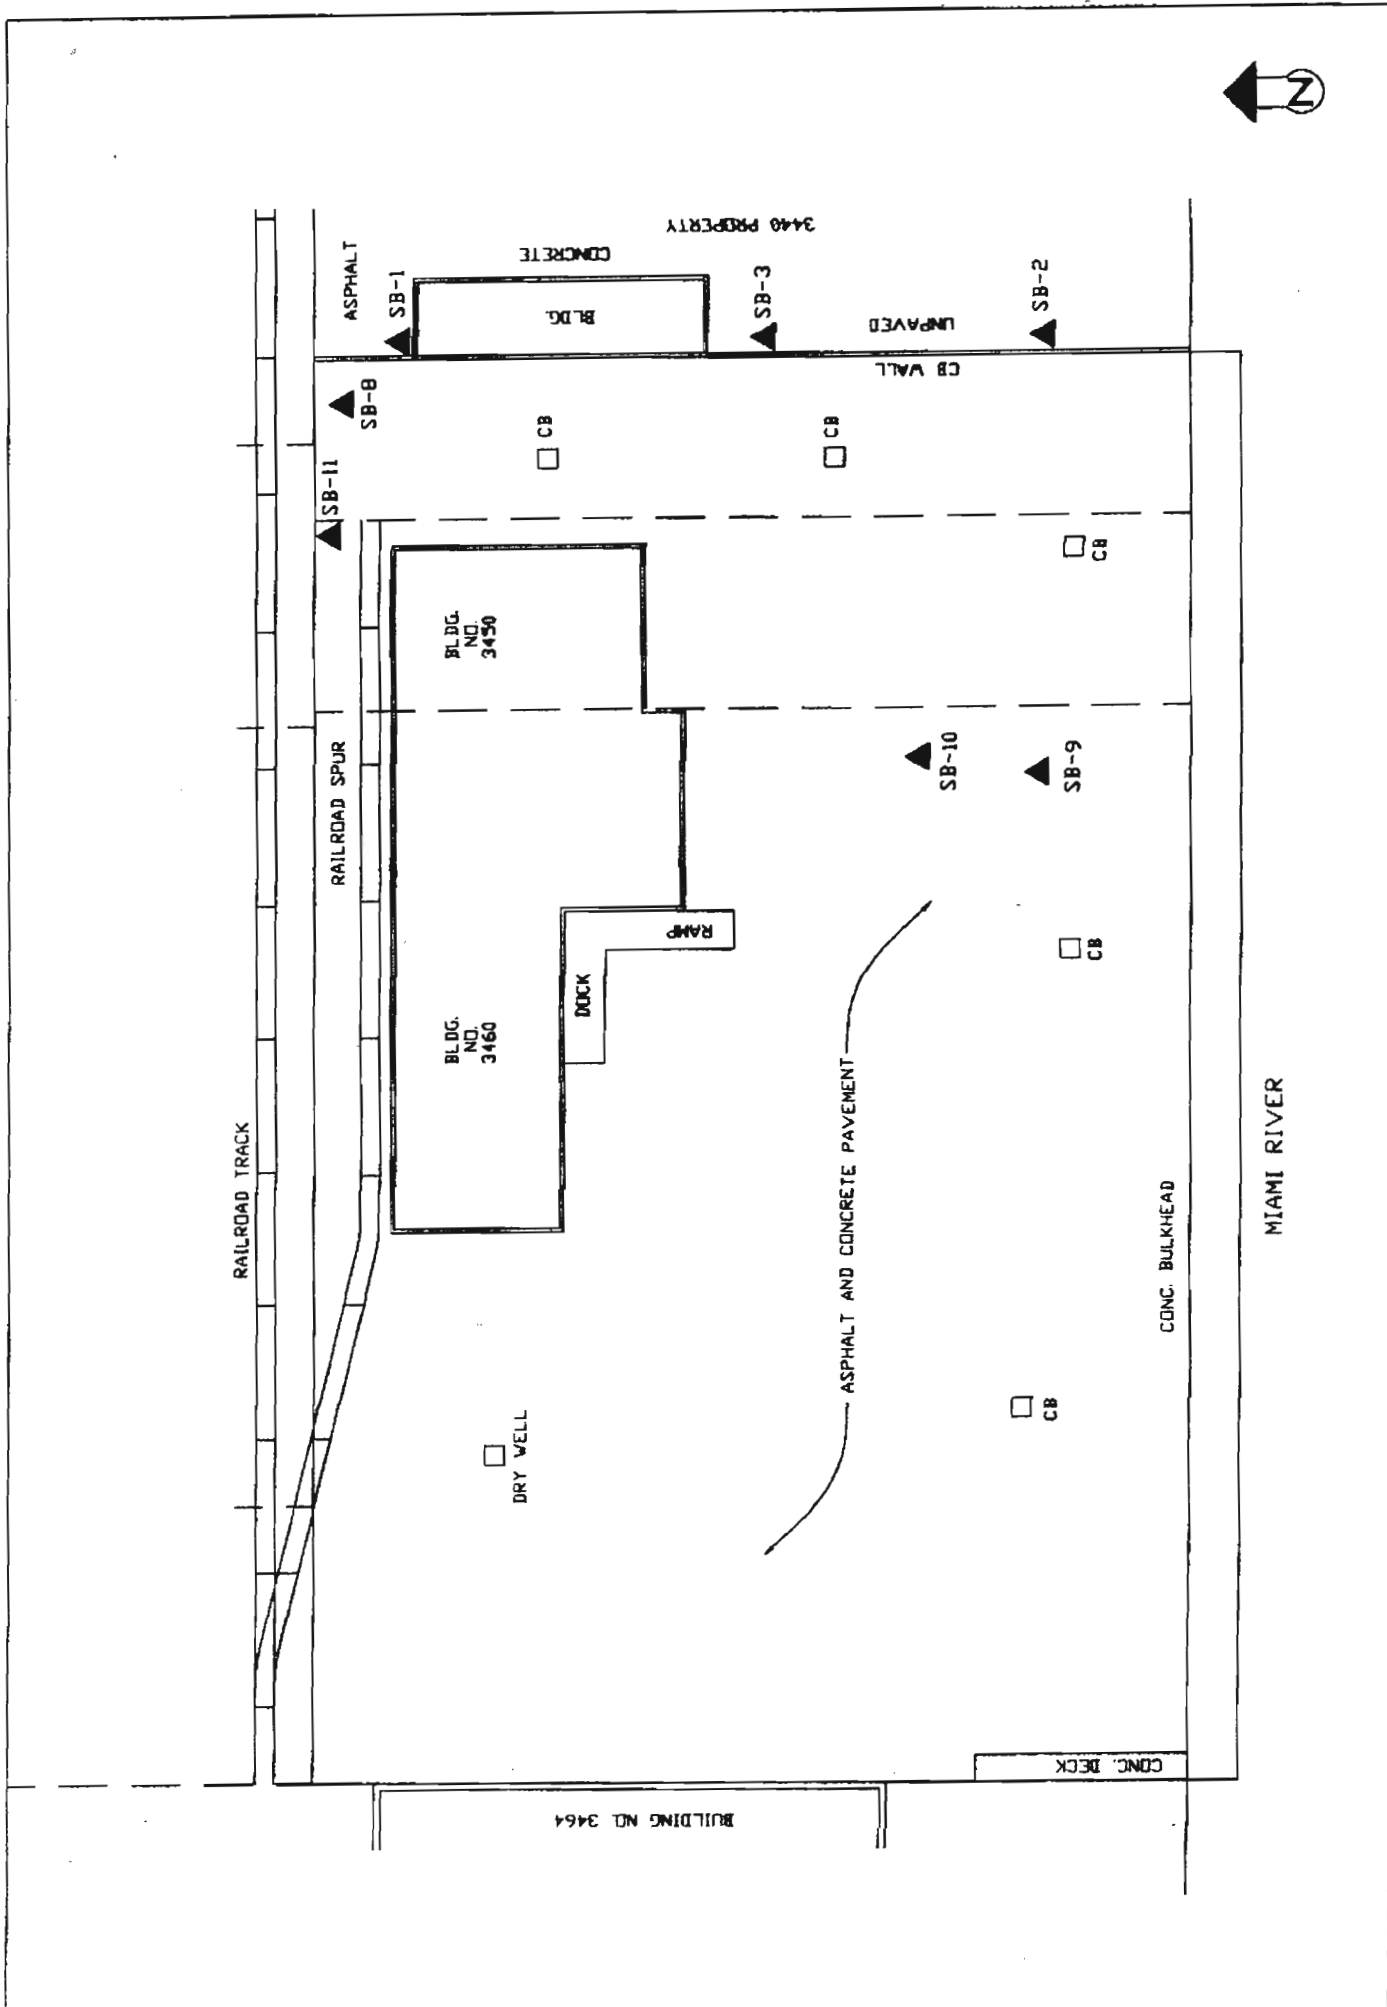 N
RAILROAD TRACK
RAILROAD SPUR
ASPHALT
SB-1
SB-8
SB-11
BLDG.
CONCRETE
3440 PROPERTY
SB-3
UNPAVED
SB-2
CB WALL
CB
CB
CB
BLDG.
NO.
3450
BLDG.
NO.
3460
DOCK
RAMP
SB-10
SB-9
CB
CB
DRY WELL
ASPHALT AND CONCRETE PAVEMENT
CONC. BULKHEAD
MIAMI RIVER
CONC. DECK
BUILDING NO. 3464